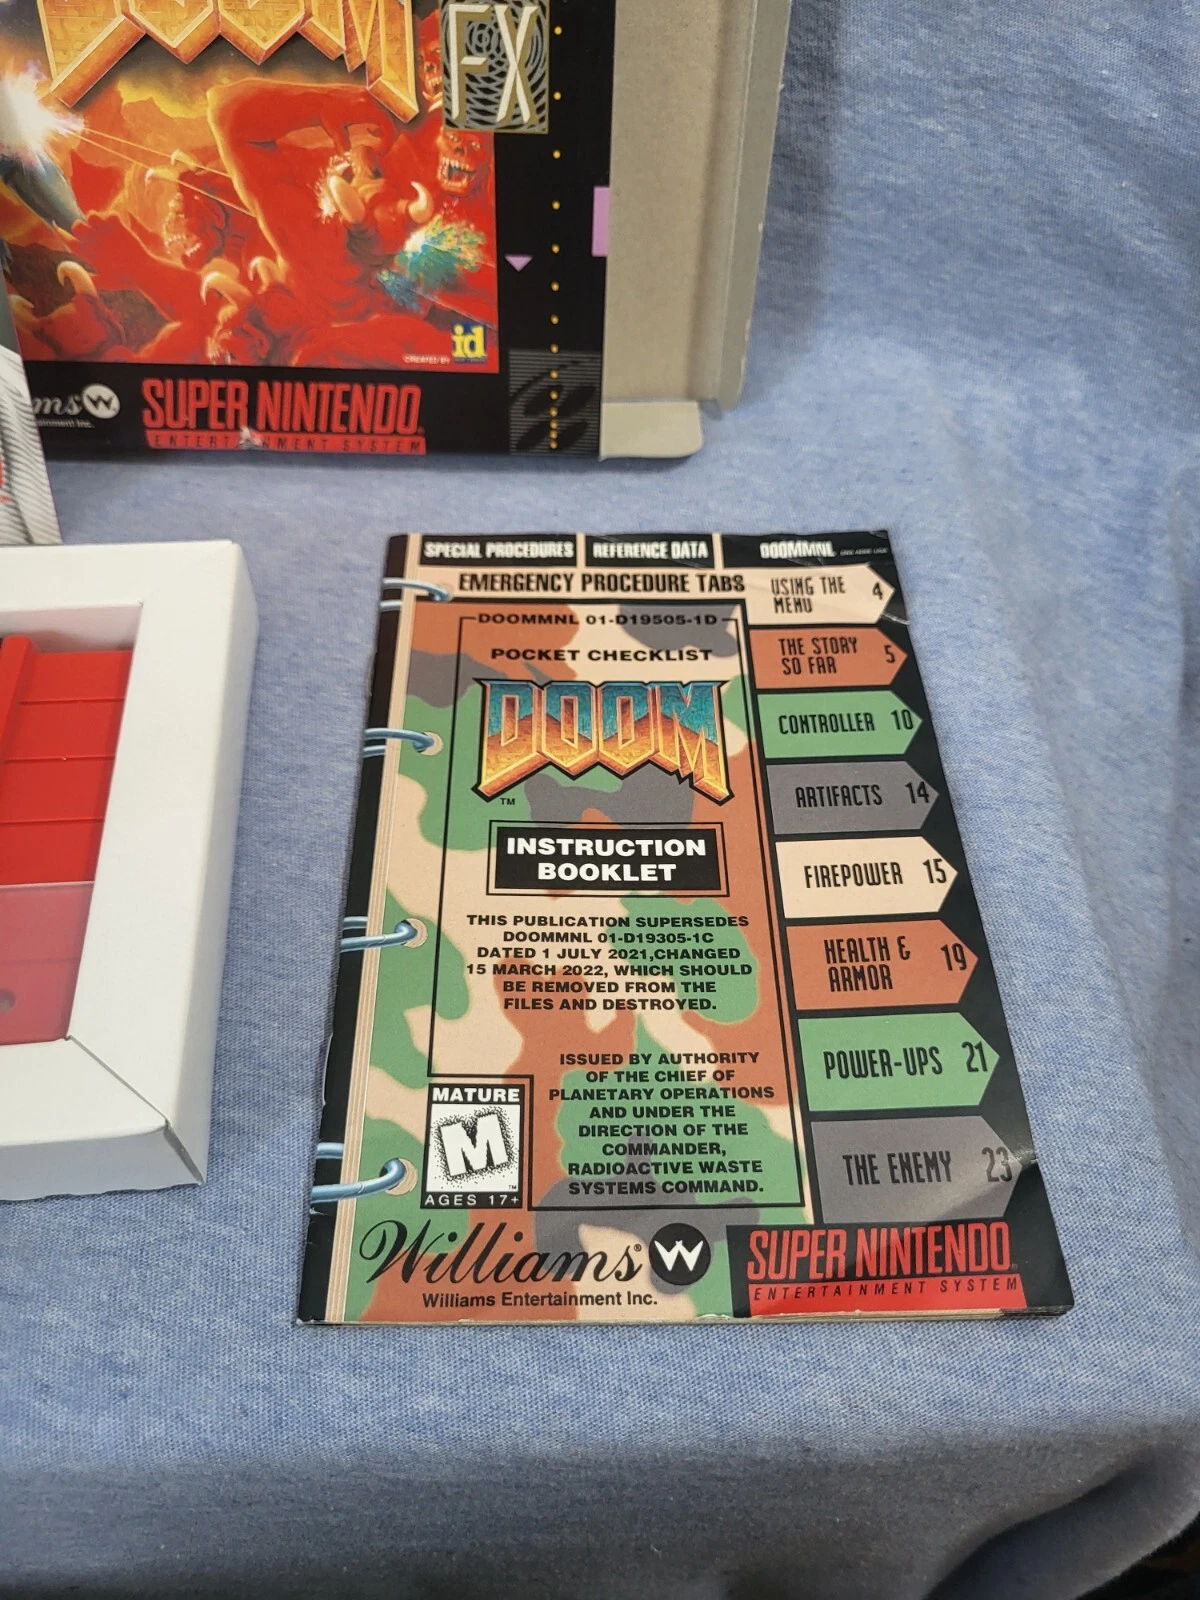 DOOM
FX
CREATED BY
id
ms
W
SUPER NINTENDO
ENTERTAINMENT SYSTEM
SPECIAL PROCEDURES
REFERENCE DATA
DOOMMNL
EMERGENCY PROCEDURE TABS
DOOMMNL 01-D19505-1D
POCKET CHECKLIST
DOOM
TM
INSTRUCTION
BOOKLET
THIS PUBLICATION SUPERSEDES
DOOMMNL 01-D19305-1C
DATED 1 JULY 2021,CHANGED
15 MARCH 2022, WHICH SHOULD
BE REMOVED FROM THE
FILES AND DESTROYED.
ISSUED BY AUTHORITY
OF THE CHIEF OF
PLANETARY OPERATIONS
AND UNDER THE
DIRECTION OF THE
COMMANDER,
RADIOACTIVE WASTE
SYSTEMS COMMAND.
MATURE
M
AGES 17+
USING THE
MENU 4
THE STORY
SO FAR 5
CONTROLLER 10
ARTIFACTS 14
FIREPOWER 15
HEALTH &
ARMOR 19
POWER-UPS 21
THE ENEMY 23
Williams® W
Williams Entertainment Inc.
SUPER NINTENDO
ENTERTAINMENT SYSTEM